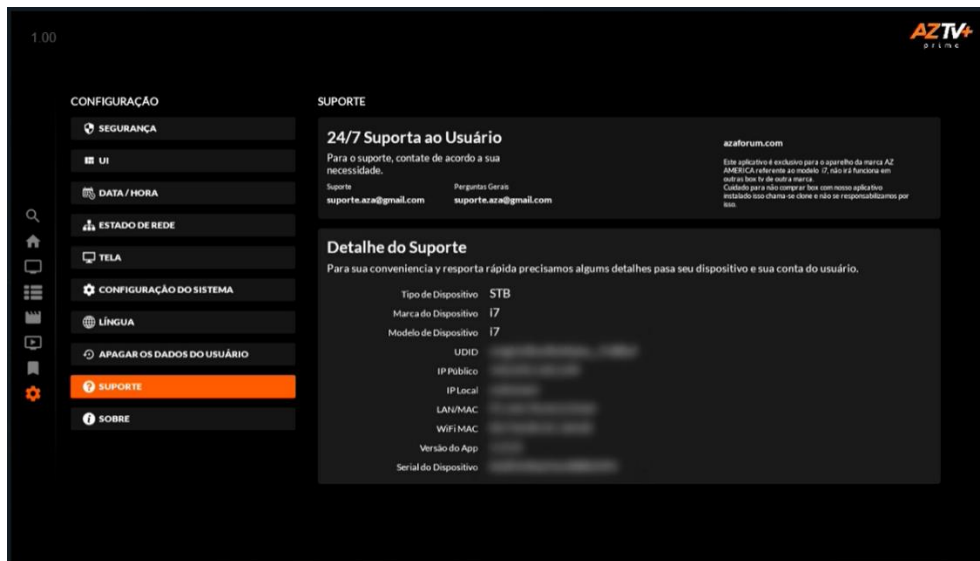 1.00
AZTV+
prime
CONFIGURAÇÃO
SEGURANÇA
UI
DATA / HORA
ESTADO DE REDE
TELA
CONFIGURAÇÃO DO SISTEMA
LÍNGUA
APAGAR OS DADOS DO USUÁRIO
SUPORTE
SOBRE
SUPORTE
24/7 Suporta ao Usuário
Para o suporte, contate de acordo a sua
necessidade.
Suporte
suporte.aza@gmail.com
Perguntas Gerais
suporte.aza@gmail.com
azaforum.com
Este aplicativo é exclusivo para o aparelho da marca AZ
AMERICA referente ao modelo i7, não irá funciona em
outras box tv de outra marca.
Cuidado para não comprar box com nosso aplicativo
instalado isso chama-se clone e não se responsabilizamos por
isso.
Detalhe do Suporte
Para sua conveniencia y resporta rápida precisamos algums detalhes pasa seu dispositivo e sua conta do usuário.
Tipo de Dispositivo STB
Marca do Dispositivo i7
Modelo de Dispositivo i7
UDID
IP Público
IP Local
LAN/MAC
WiFi MAC
Versão do App
Serial do Dispositivo